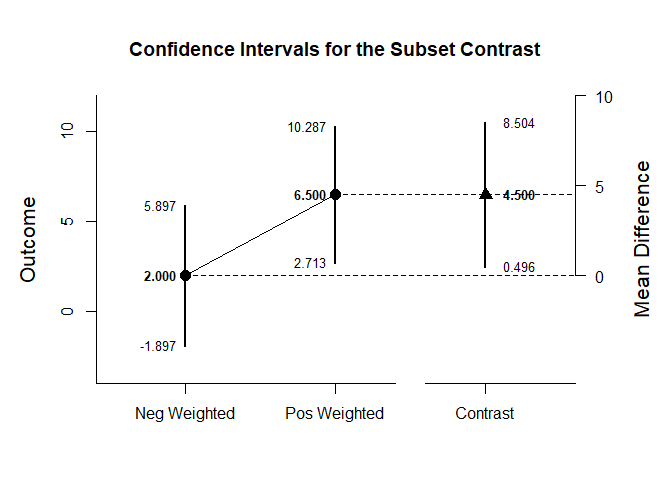 Confidence Intervals for the Subset Contrast
Outcome
10
5
0
5.897
2.000
-1.897
10.287
6.500
2.713
8.504
4.500
0.496
10
5
0
Mean Difference
Neg Weighted
Pos Weighted
Contrast